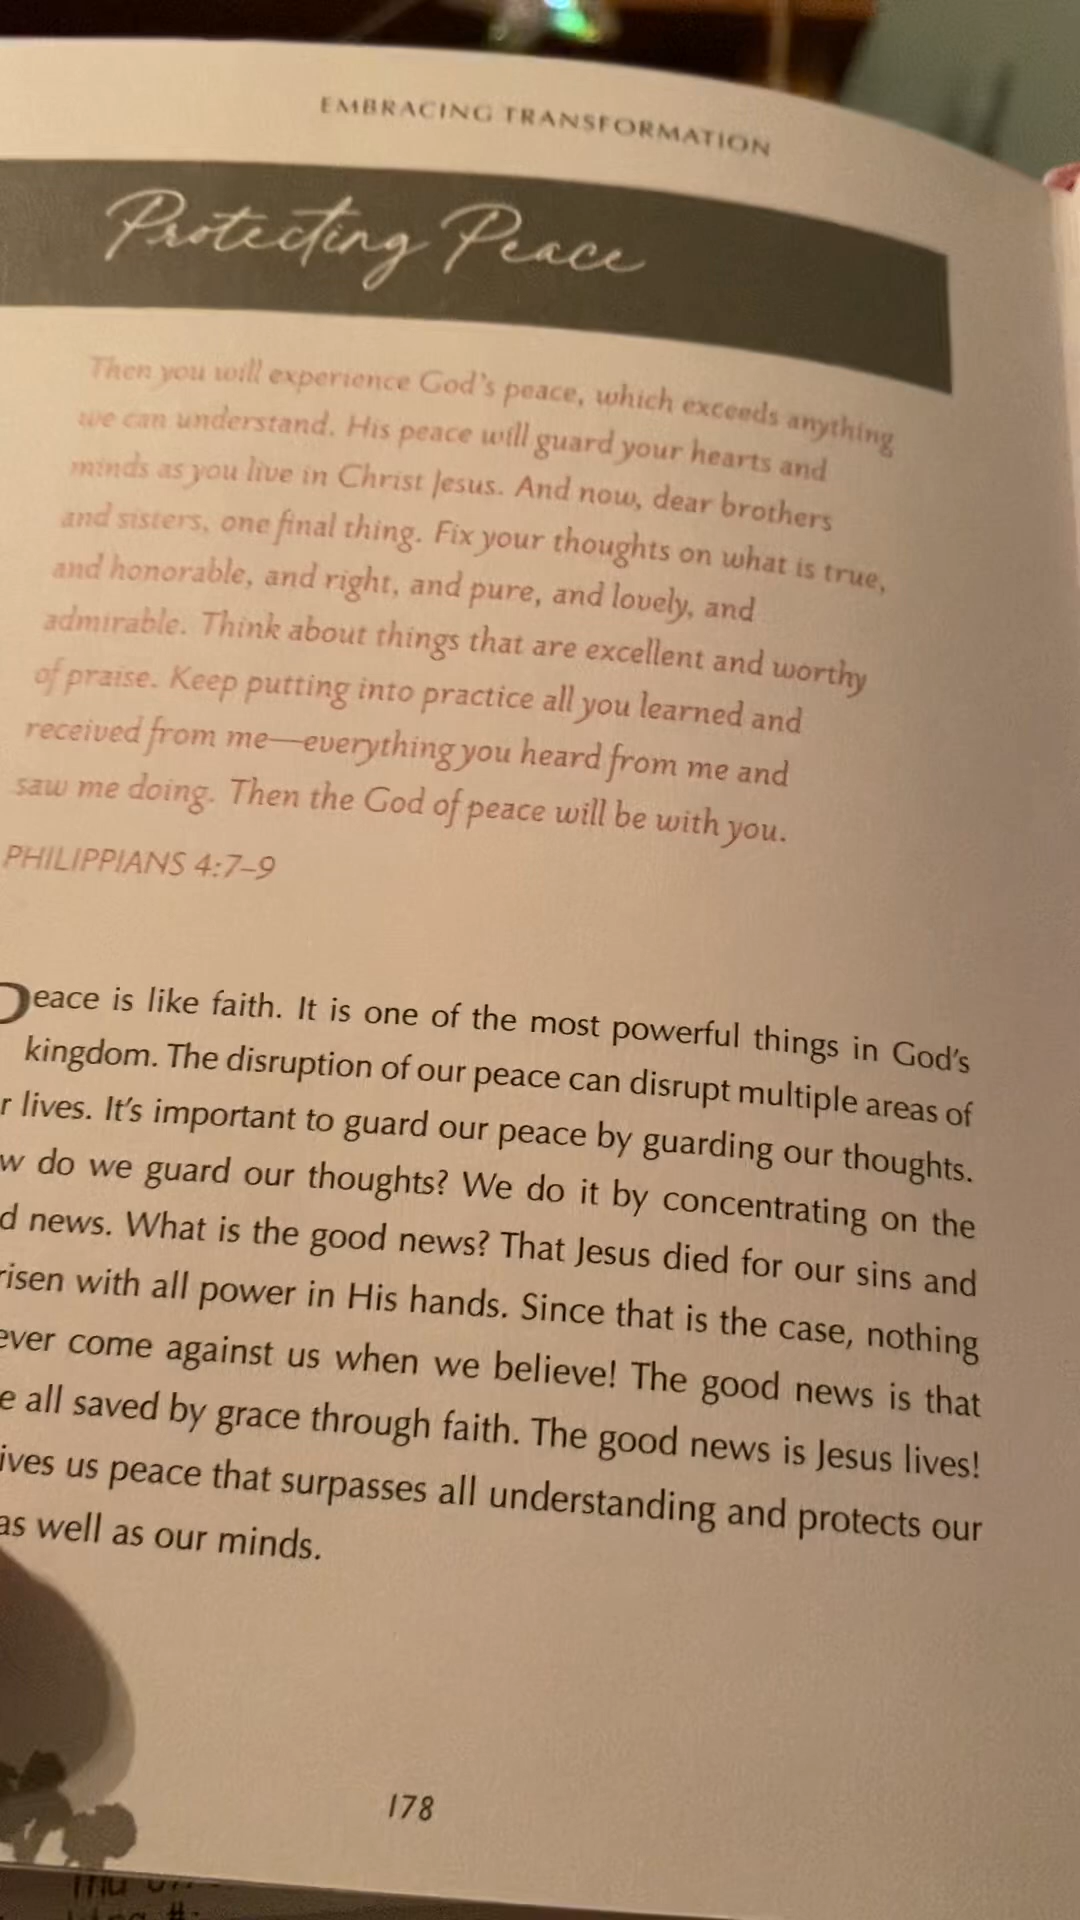 EMBRACING TRANSFORMATION
Protecting Peace
Then you will experience God's peace, which exceeds anything
we can understand. His peace will guard your hearts and
minds as you live in Christ Jesus. And now, dear brothers
and sisters, one final thing. Fix your thoughts on what is true,
and honorable, and right, and pure, and lovely, and
admirable. Think about things that are excellent and worthy
of praise. Keep putting into practice all you learned and
received from me—everything you heard from me and
saw me doing. Then the God of peace will be with you.
PHILIPPIANS 4:7–9
Peace is like faith. It is one of the most powerful things in God's
kingdom. The disruption of our peace can disrupt multiple areas of
r lives. It's important to guard our peace by guarding our thoughts.
w do we guard our thoughts? We do it by concentrating on the
d news. What is the good news? That Jesus died for our sins and
risen with all power in His hands. Since that is the case, nothing
ever come against us when we believe! The good news is that
e all saved by grace through faith. The good news is Jesus lives!
ives us peace that surpasses all understanding and protects our
as well as our minds.
178